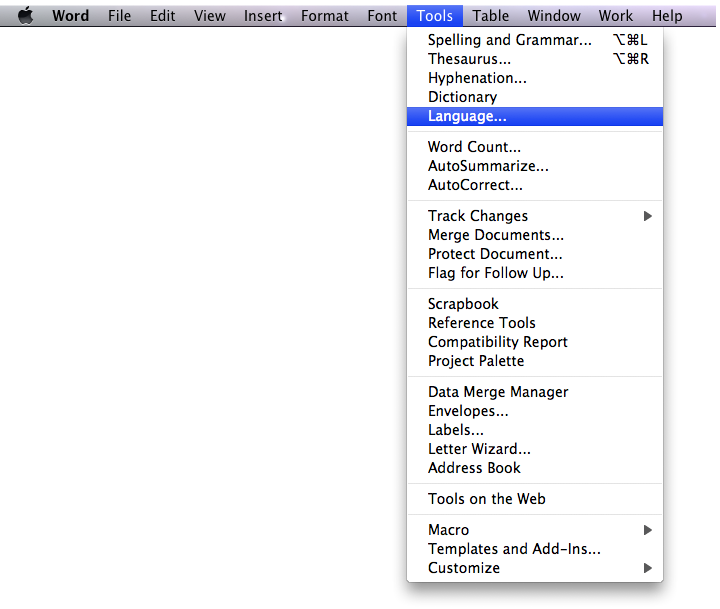 Word File Edit View Insert Format Font Tools Table Window Work Help
Spelling and Grammar... ⌥⌘L
Thesaurus... ⌥⌘R
Hyphenation...
Dictionary
Language...
Word Count...
AutoSummarize...
AutoCorrect...
Track Changes
Merge Documents...
Protect Document...
Flag for Follow Up...
Scrapbook
Reference Tools
Compatibility Report
Project Palette
Data Merge Manager
Envelopes...
Labels...
Letter Wizard...
Address Book
Tools on the Web
Macro
Templates and Add-Ins...
Customize